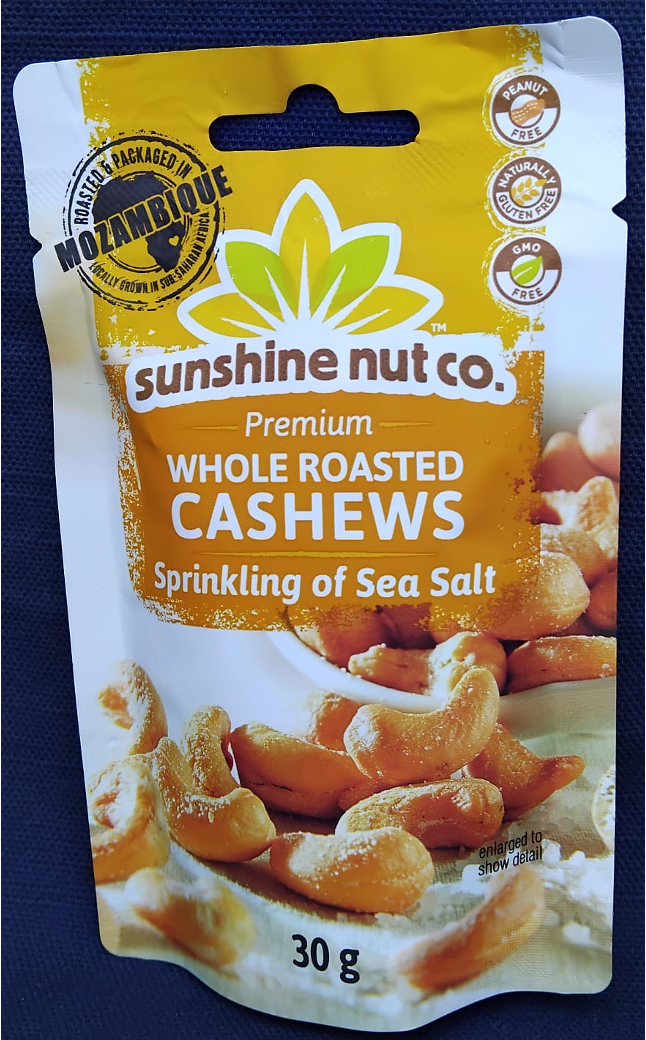 PEANUT
FREE
ROASTED & PACKAGED IN
MOZAMBIQUE
LOCALLY GROWN IN SUB-SAHARAN AFRICA
NATURALLY
GLUTEN FREE
GMO
FREE
TM
sunshine nut co.
Premium
WHOLE ROASTED
CASHEWS
Sprinkling of Sea Salt
enlarged to
show detail
30 g